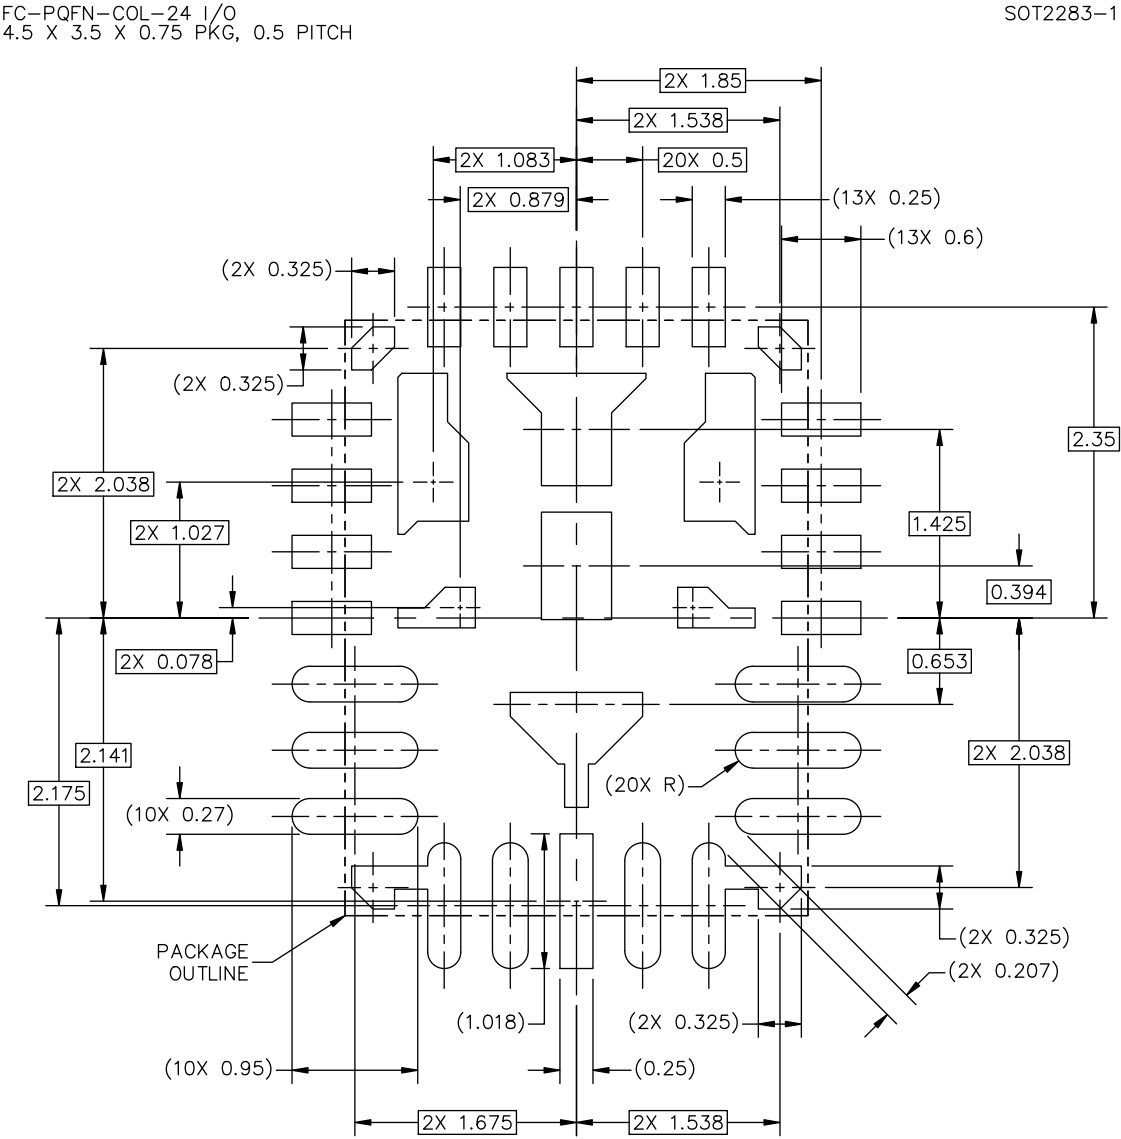 FC-PQFN-COL-24 I/O
4.5 X 3.5 X 0.75 PKG, 0.5 PITCH
SOT2283-1
2X 1.85
2X 1.538
2X 1.083
20X 0.5
2X 0.879
(13X 0.25)
(13X 0.6)
(2X 0.325)
(2X 0.325)
2.35
2X 2.038
1.425
2X 1.027
0.394
2X 0.078
0.653
2.141
2X 2.038
2.175
(20X R)
(10X 0.27)
(2X 0.325)
PACKAGE
OUTLINE
(2X 0.207)
(1.018)
(2X 0.325)
(10X 0.95)
(0.25)
2X 1.675
2X 1.538